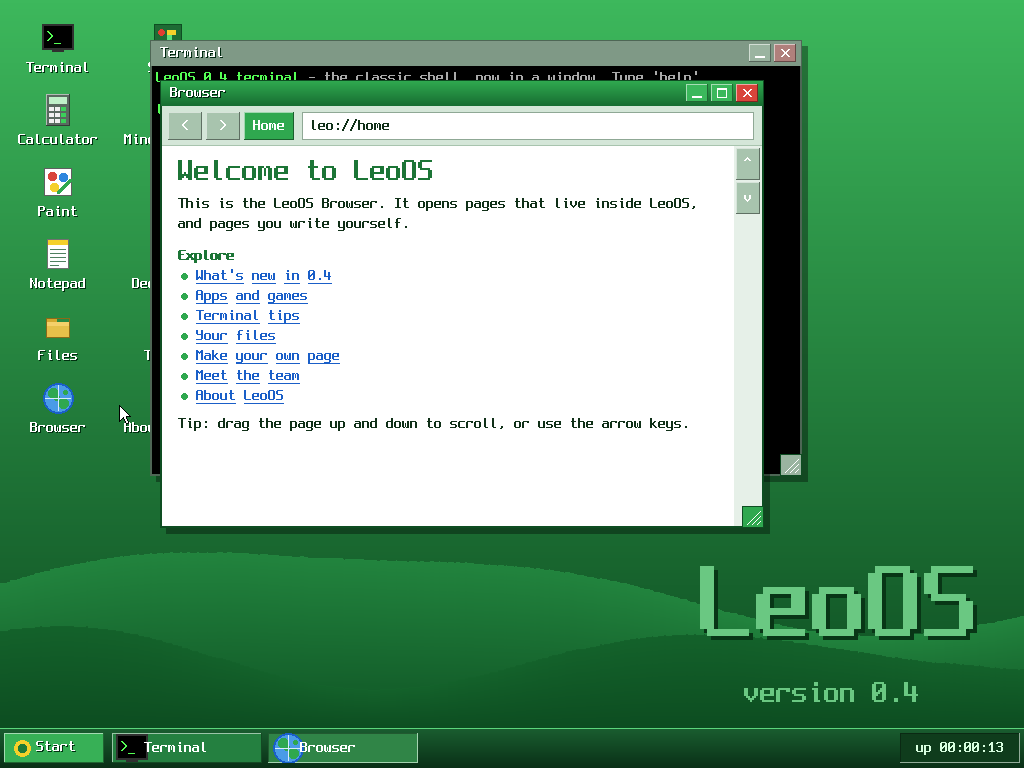 Terminal
Calculator
Paint
Notepad
Files
Browser
Terminal
LeoOS 0.4 terminal - the classic shell, now in a window. Type 'help'
Browser
Home
leo://home
Welcome to LeoOS
This is the LeoOS Browser. It opens pages that live inside LeoOS,
and pages you write yourself.
Explore
What's new in 0.4
Apps and games
Terminal tips
Your files
Make your own page
Meet the team
About LeoOS
Tip: drag the page up and down to scroll, or use the arrow keys.
LeoOS
version 0.4
Start
Terminal
Browser
up 00:00:13